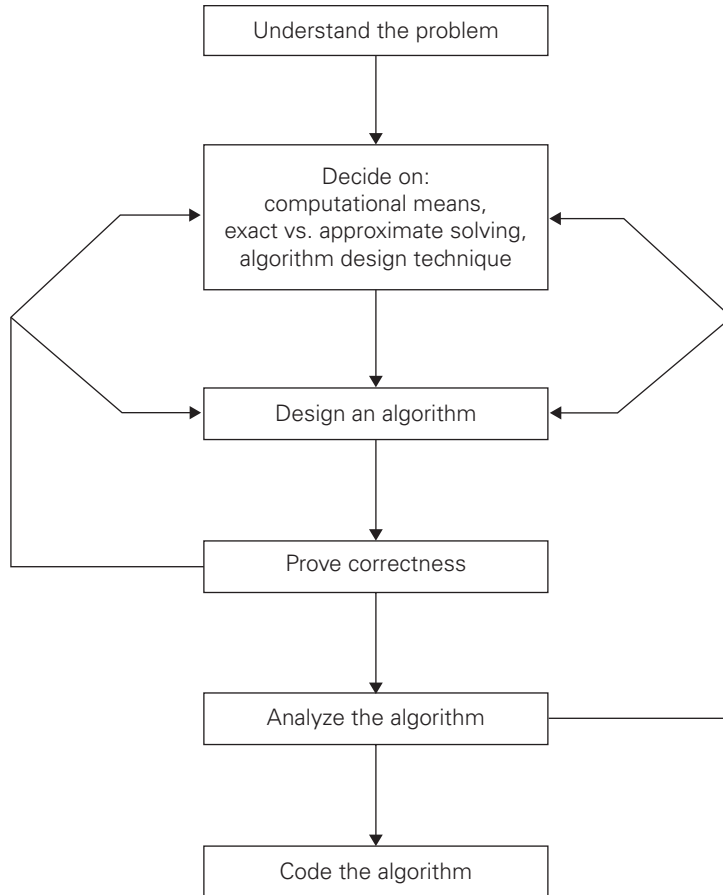 Understand the problem
Decide on:
computational means,
exact vs. approximate solving,
algorithm design technique
Design an algorithm
Prove correctness
Analyze the algorithm
Code the algorithm